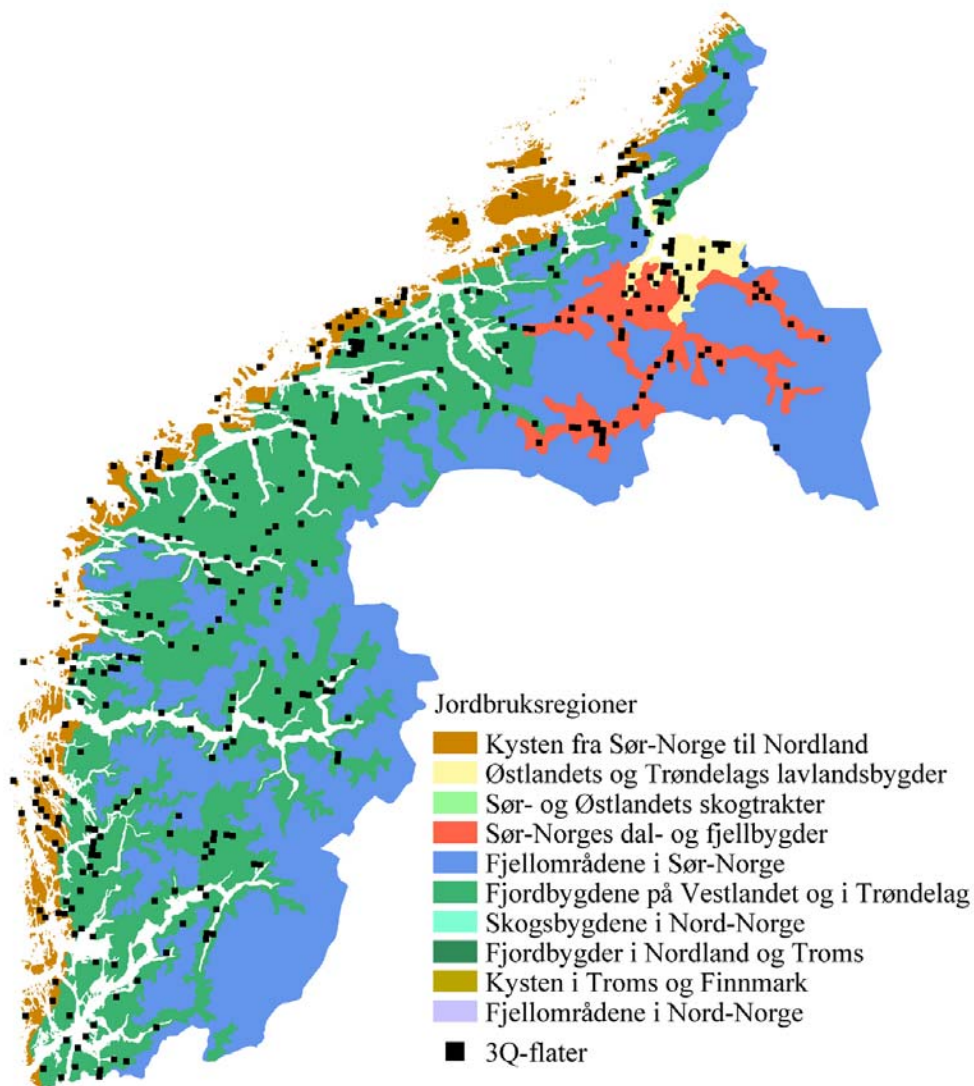 Jordbruksregioner
Kysten fra Sør-Norge til Nordland
Østlandets og Trøndelags lavlandsbygder
Sør- og Østlandets skogtrakter
Sør-Norges dal- og fjellbygder
Fjellområdene i Sør-Norge
Fjordbygdene på Vestlandet og i Trøndelag
Skogsbygdene i Nord-Norge
Fjordbygder i Nordland og Troms
Kysten i Troms og Finnmark
Fjellområdene i Nord-Norge
3Q-flater